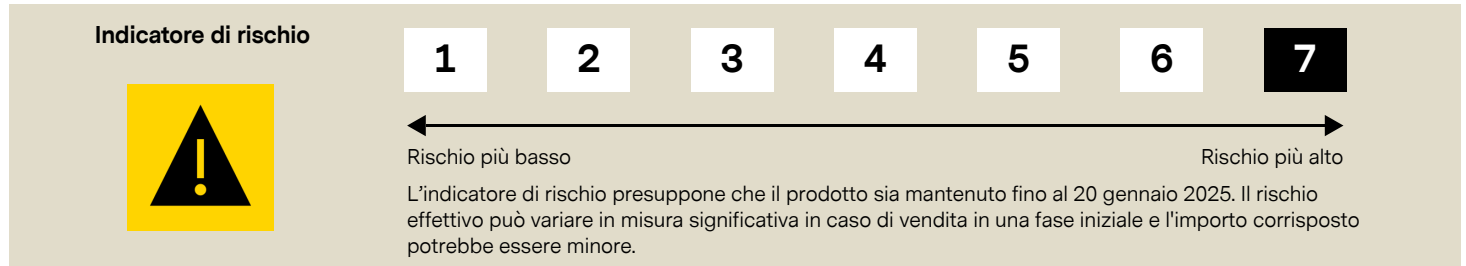 Indicatore di rischio
1 2 3 4 5 6 7
Rischio più basso
Rischio più alto
L’indicatore di rischio presuppone che il prodotto sia mantenuto fino al 20 gennaio 2025. Il rischio
effettivo può variare in misura significativa in caso di vendita in una fase iniziale e l'importo corrisposto
potrebbe essere minore.